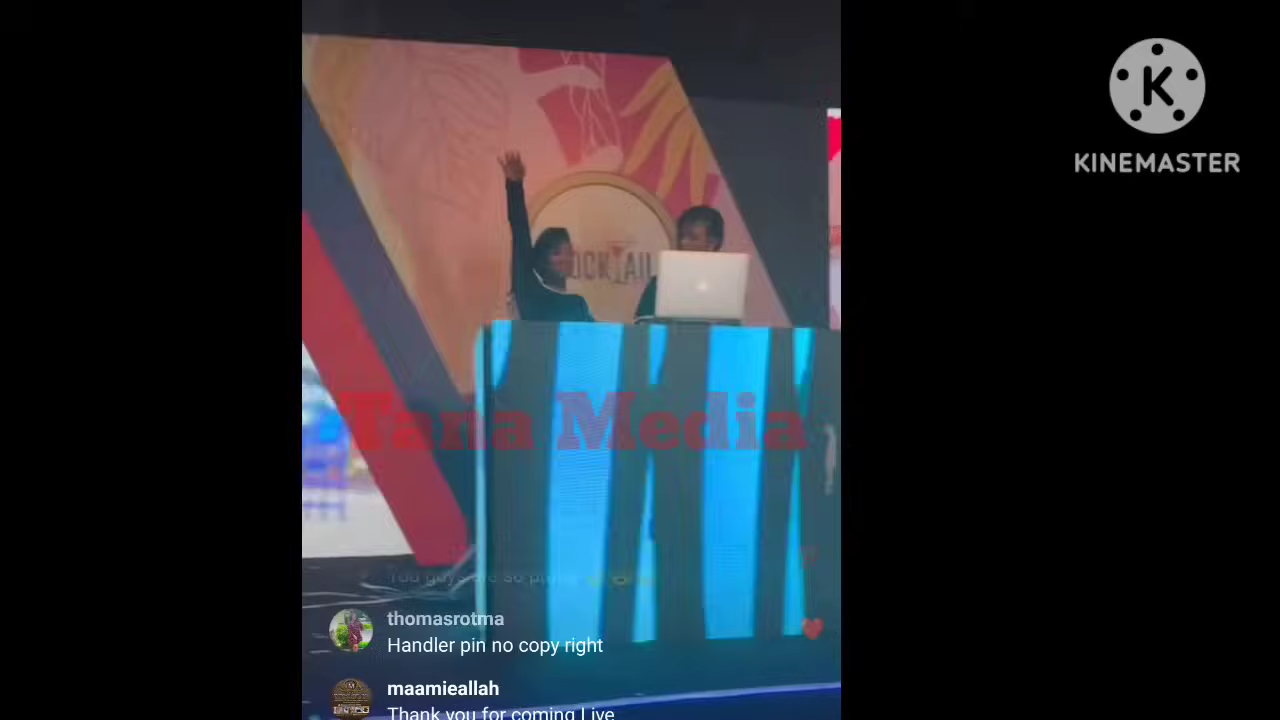 KINEMASTER
Tana Media
thomasrotma
Handler pin no copy right
maamieallah
Thank you for coming Live